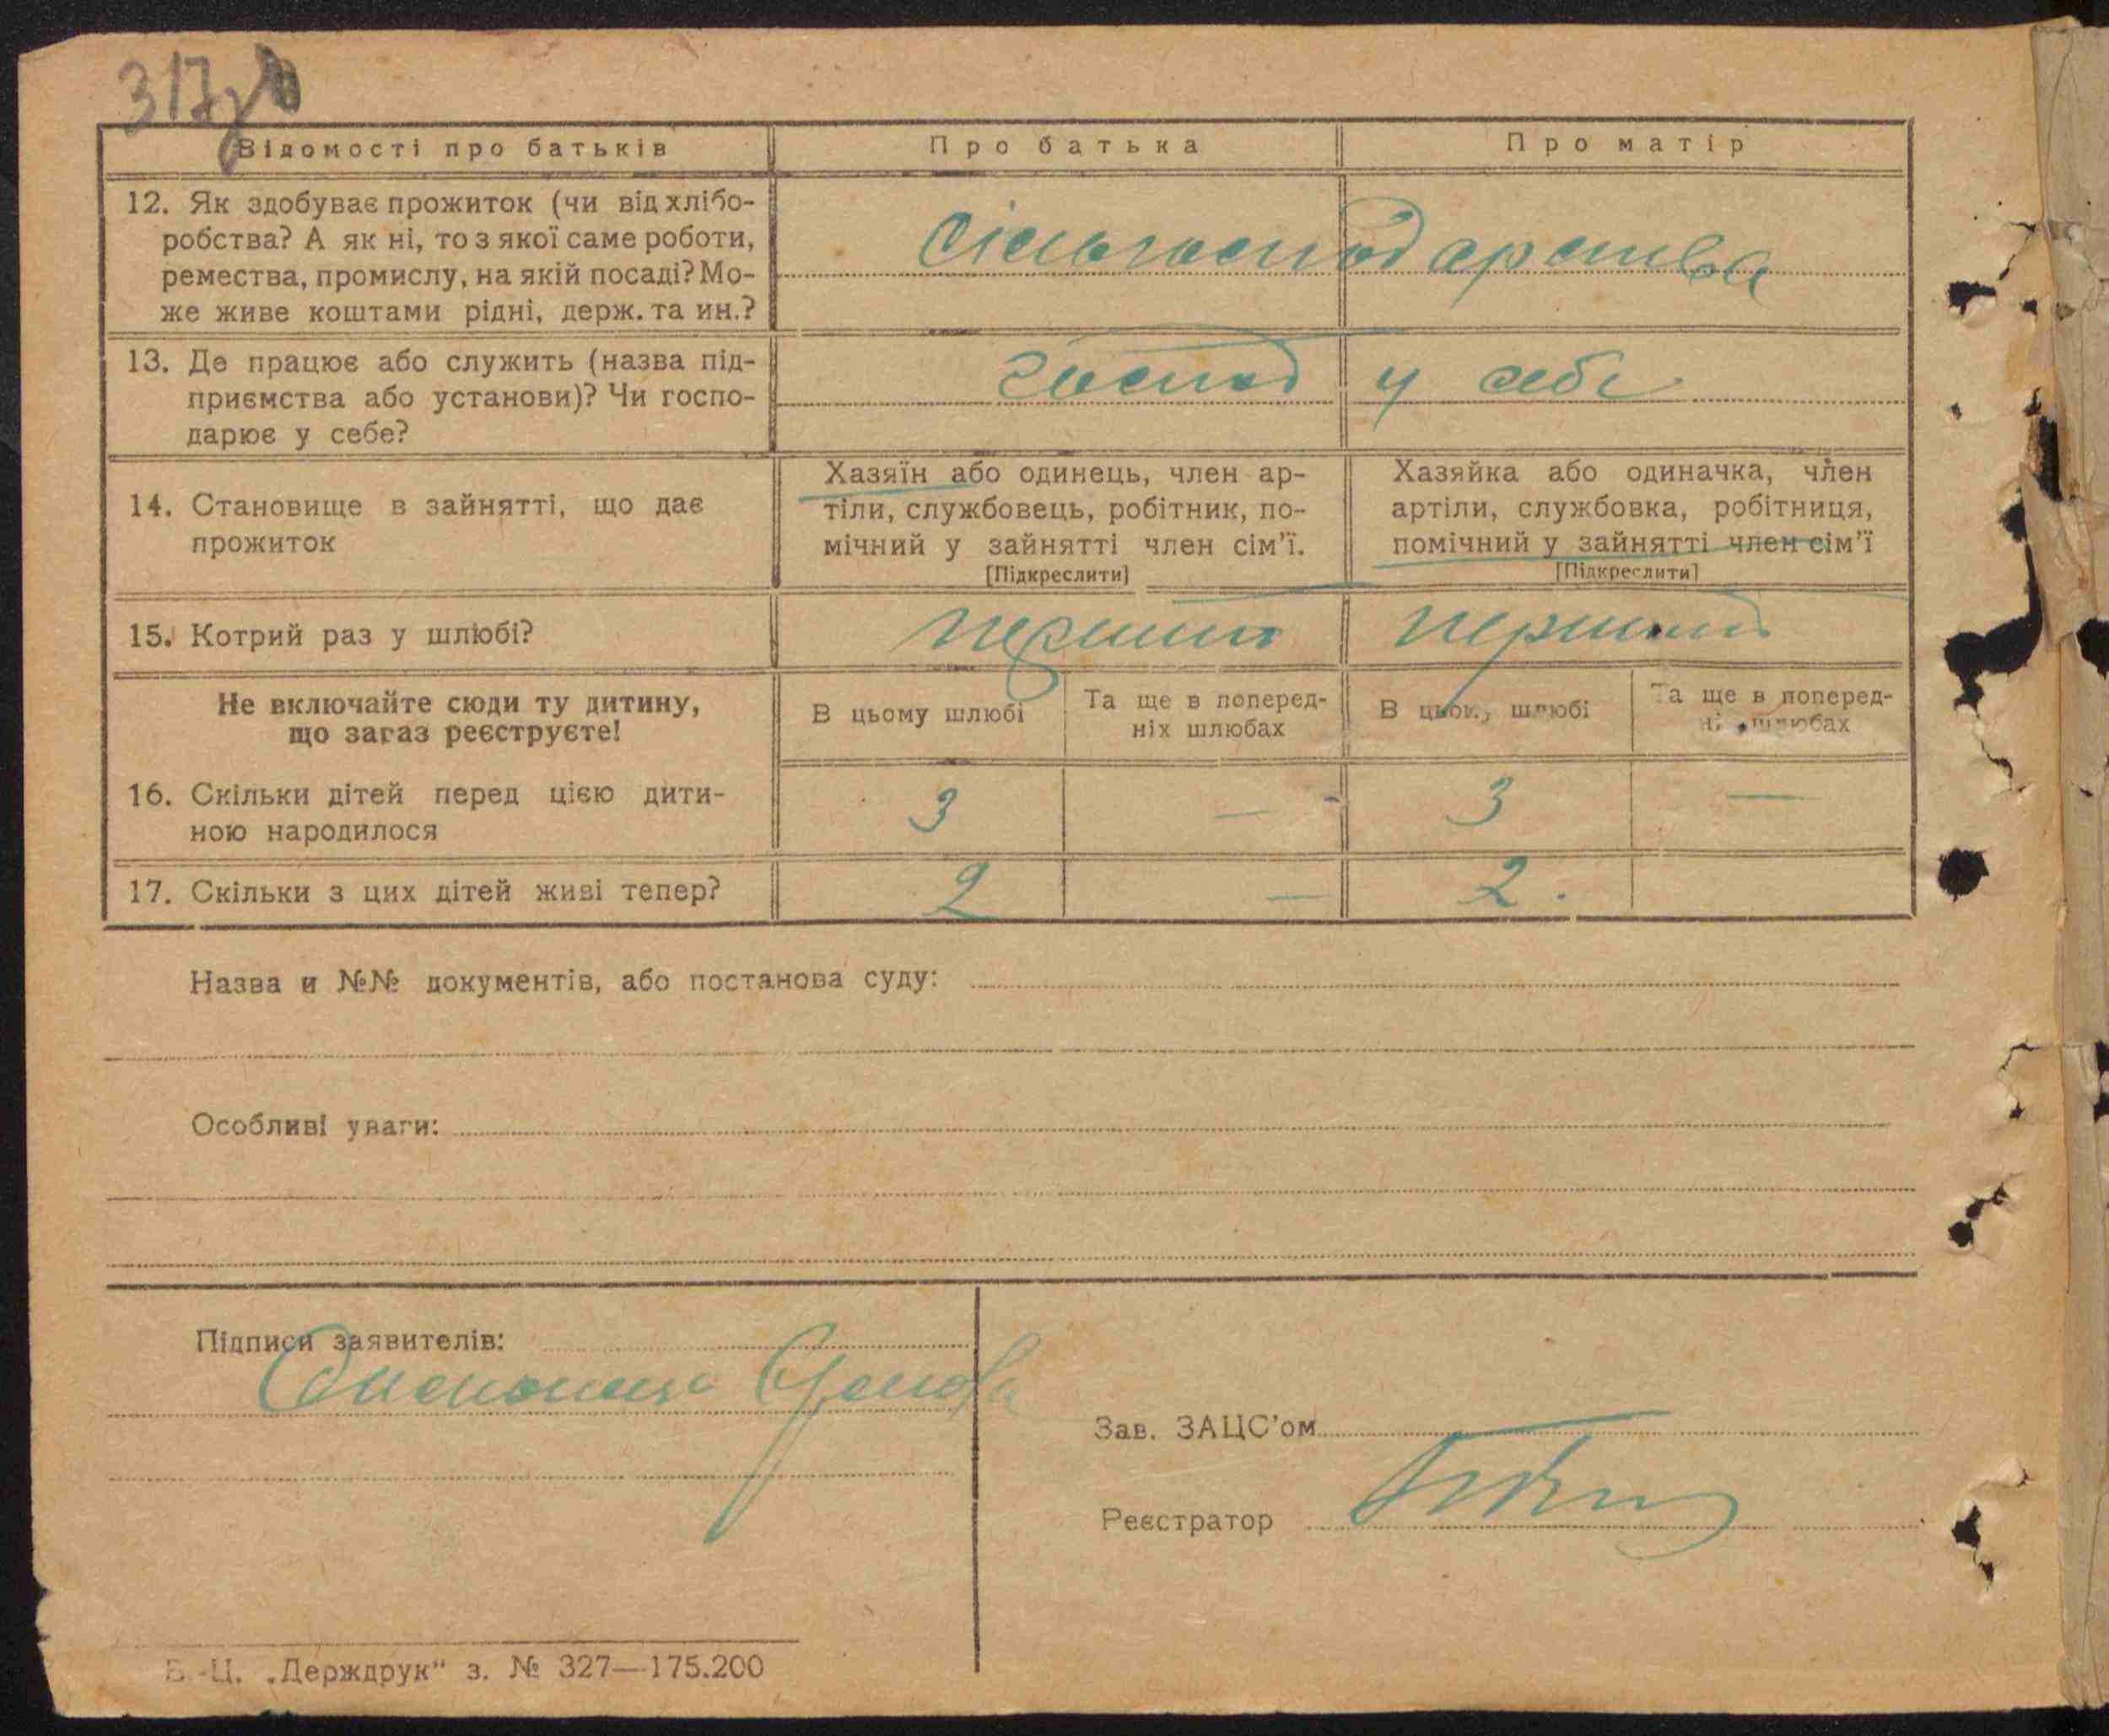 317
Відомості про батьків
Про батька
Про матір
12. Як здобуває прожиток (чи від хлібо-
робства? А як ні, то з якої саме роботи,
ремества, промислу, на якій посаді? Мо-
же живе коштами рідні, держ. та ин.?
Сільгосподарства
13. Де працює або служить (назва під-
приємства або установи)? Чи госпо-
дарює у себе?
господ у себе
14. Становище в зайнятті, що дає
прожиток
Хазяїн або одинець, член ар-
тіли, службовець, робітник, по-
мічний у зайнятті член сім'ї.
[Підкреслити]
Хазяйка або одиначка, член
артіли, службовка, робітниця,
помічний у зайнятті член сім'ї
[Підкреслити]
15. Котрий раз у шлюбі?
перший
перший
Не включайте сюди ту дитину,
що зараз реєструєте!
В цьому шлюбі
Та ще в поперед-
ніх шлюбах
В цьому шлюбі
Та ще в поперед-
ніх шлюбах
16. Скільки дітей перед цією дити-
ною народилося
3 — 3 —
17. Скільки з цих дітей живі тепер?
2 — 2.
Назва и №№ документів, або постанова суду:
Особливі уваги:
Підписи заявителів:
Зав. ЗАЦС'ом
Реєстратор
Б.-Ц. „Держдрук" з. № 327—175.200